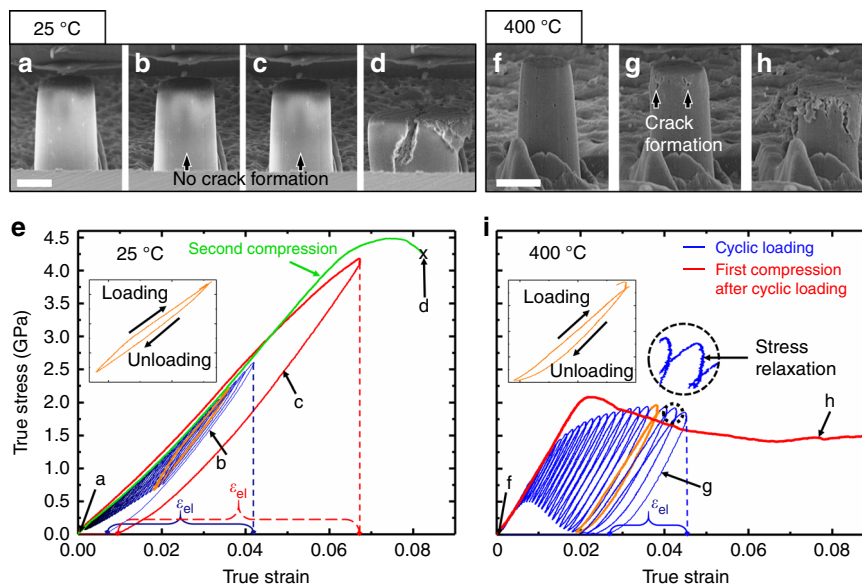 25 °C
400 °C
a
b
c
d
f
g
h
No crack formation
Crack
formation
e
25 °C
Second compression
x
d
Loading
Unloading
c
b
a
εel
εel
4.5
4.0
3.5
3.0
2.5
2.0
1.5
1.0
0.5
0.0
True stress (GPa)
0.00
0.02
0.04
0.06
0.08
True strain
i
400 °C
Cyclic loading
First compression
after cyclic loading
Loading
Unloading
Stress
relaxation
h
g
f
εel
0.00
0.02
0.04
0.06
0.08
True strain